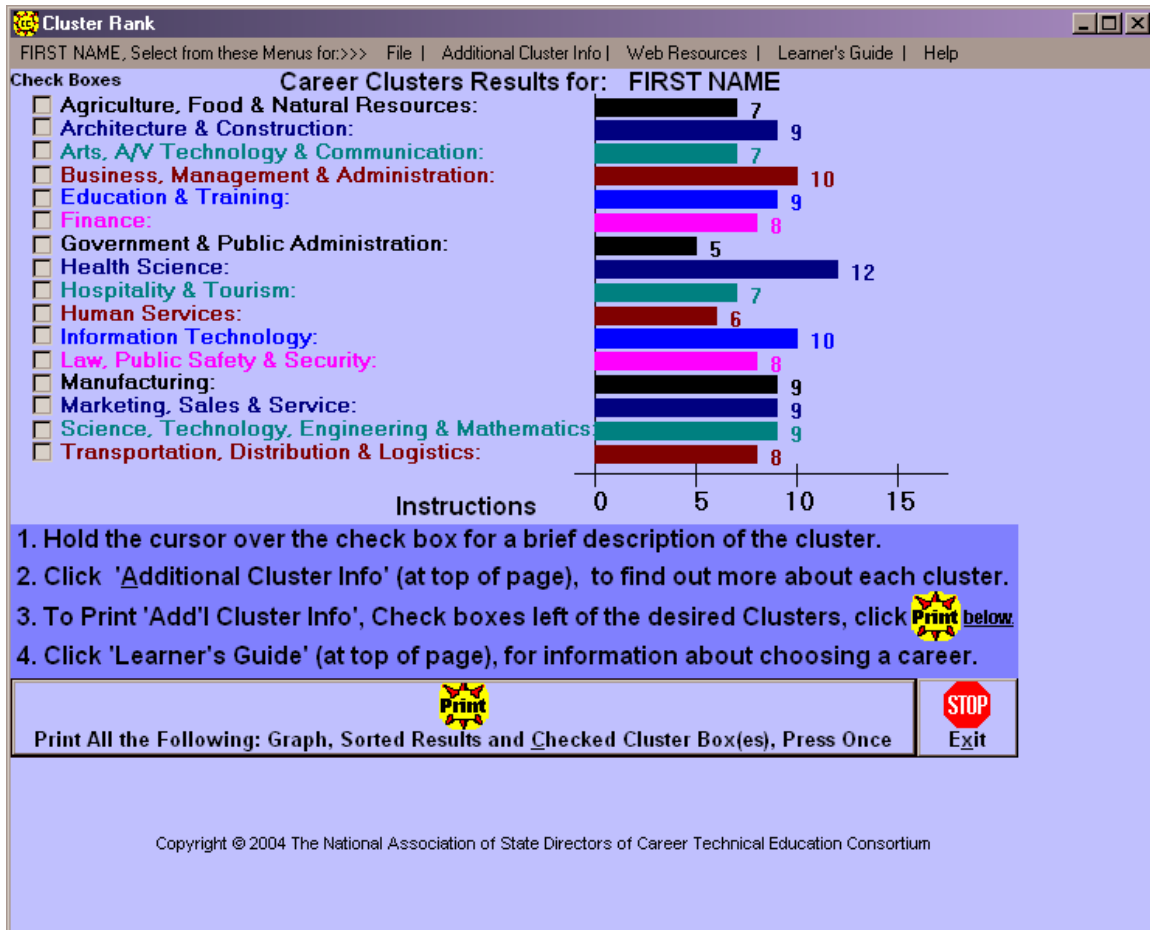 Cluster Rank
FIRST NAME, Select from these Menus for:>>> File | Additional Cluster Info | Web Resources | Learner's Guide | Help
Check Boxes Career Clusters Results for: FIRST NAME
Agriculture, Food & Natural Resources: 7
Architecture & Construction: 9
Arts, A/V Technology & Communication: 7
Business, Management & Administration: 10
Education & Training: 9
Finance: 8
Government & Public Administration: 5
Health Science: 12
Hospitality & Tourism: 7
Human Services: 6
Information Technology: 10
Law, Public Safety & Security: 8
Manufacturing: 9
Marketing, Sales & Service: 9
Science, Technology, Engineering & Mathematics: 9
Transportation, Distribution & Logistics: 8
Instructions 0 5 10 15
1. Hold the cursor over the check box for a brief description of the cluster.
2. Click 'Additional Cluster Info' (at top of page), to find out more about each cluster.
3. To Print 'Add'l Cluster Info', Check boxes left of the desired Clusters, click Print below.
4. Click 'Learner's Guide' (at top of page), for information about choosing a career.
Print
Print All the Following: Graph, Sorted Results and Checked Cluster Box(es), Press Once
STOP
Exit
Copyright © 2004 The National Association of State Directors of Career Technical Education Consortium